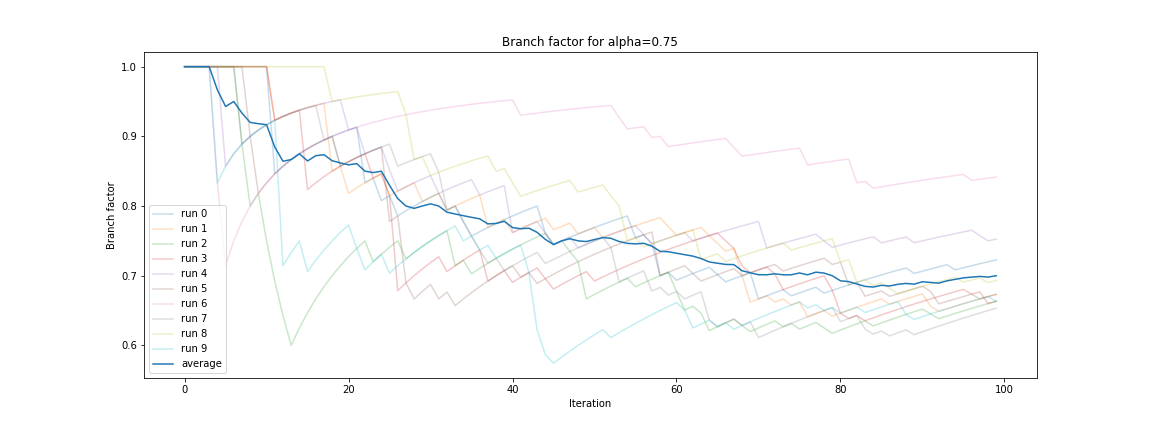 Branch factor for alpha=0.75
Branch factor
1.0
0.9
0.8
0.7
0.6
run 0
run 1
run 2
run 3
run 4
run 5
run 6
run 7
run 8
run 9
average
0 20 40 60 80 100
Iteration